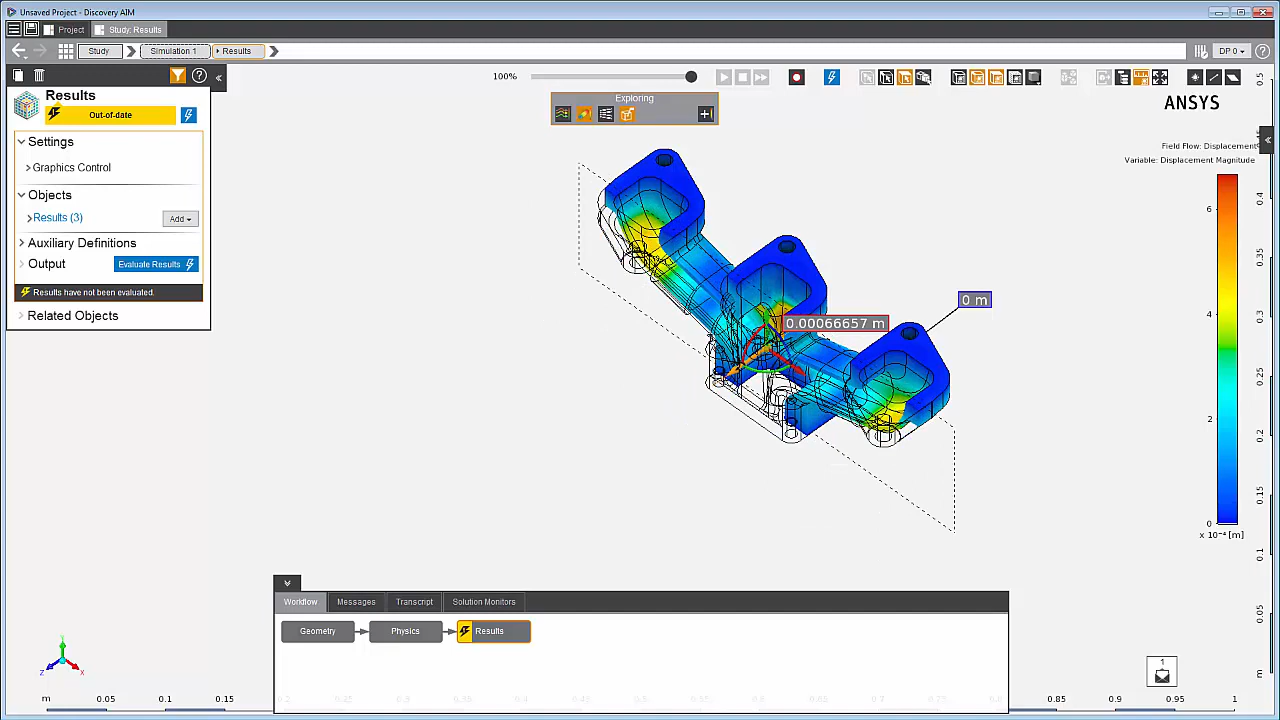 Unsaved Project - Discovery AIM
Project
Study: Results
Study
Simulation 1
Results
DP 0
100%
Exploring
Results
Out-of-date
Settings
Graphics Control
Objects
Results (3)
Add
Auxiliary Definitions
Output
Evaluate Results
Results have not been evaluated.
Related Objects
ANSYS
Field Flow: Displacement
Variable: Displacement Magnitude
6
4
2
0
x 10⁻⁴ [m]
0 m
0.00066657 m
0.5
0.4
0.35
0.3
0.25
0.2
0.15
0.1
0.05
m
Workflow
Messages
Transcript
Solution Monitors
Geometry
Physics
Results
1
Y
Z
X
m
0.05
0.1
0.15
0.85
0.9
0.95
1